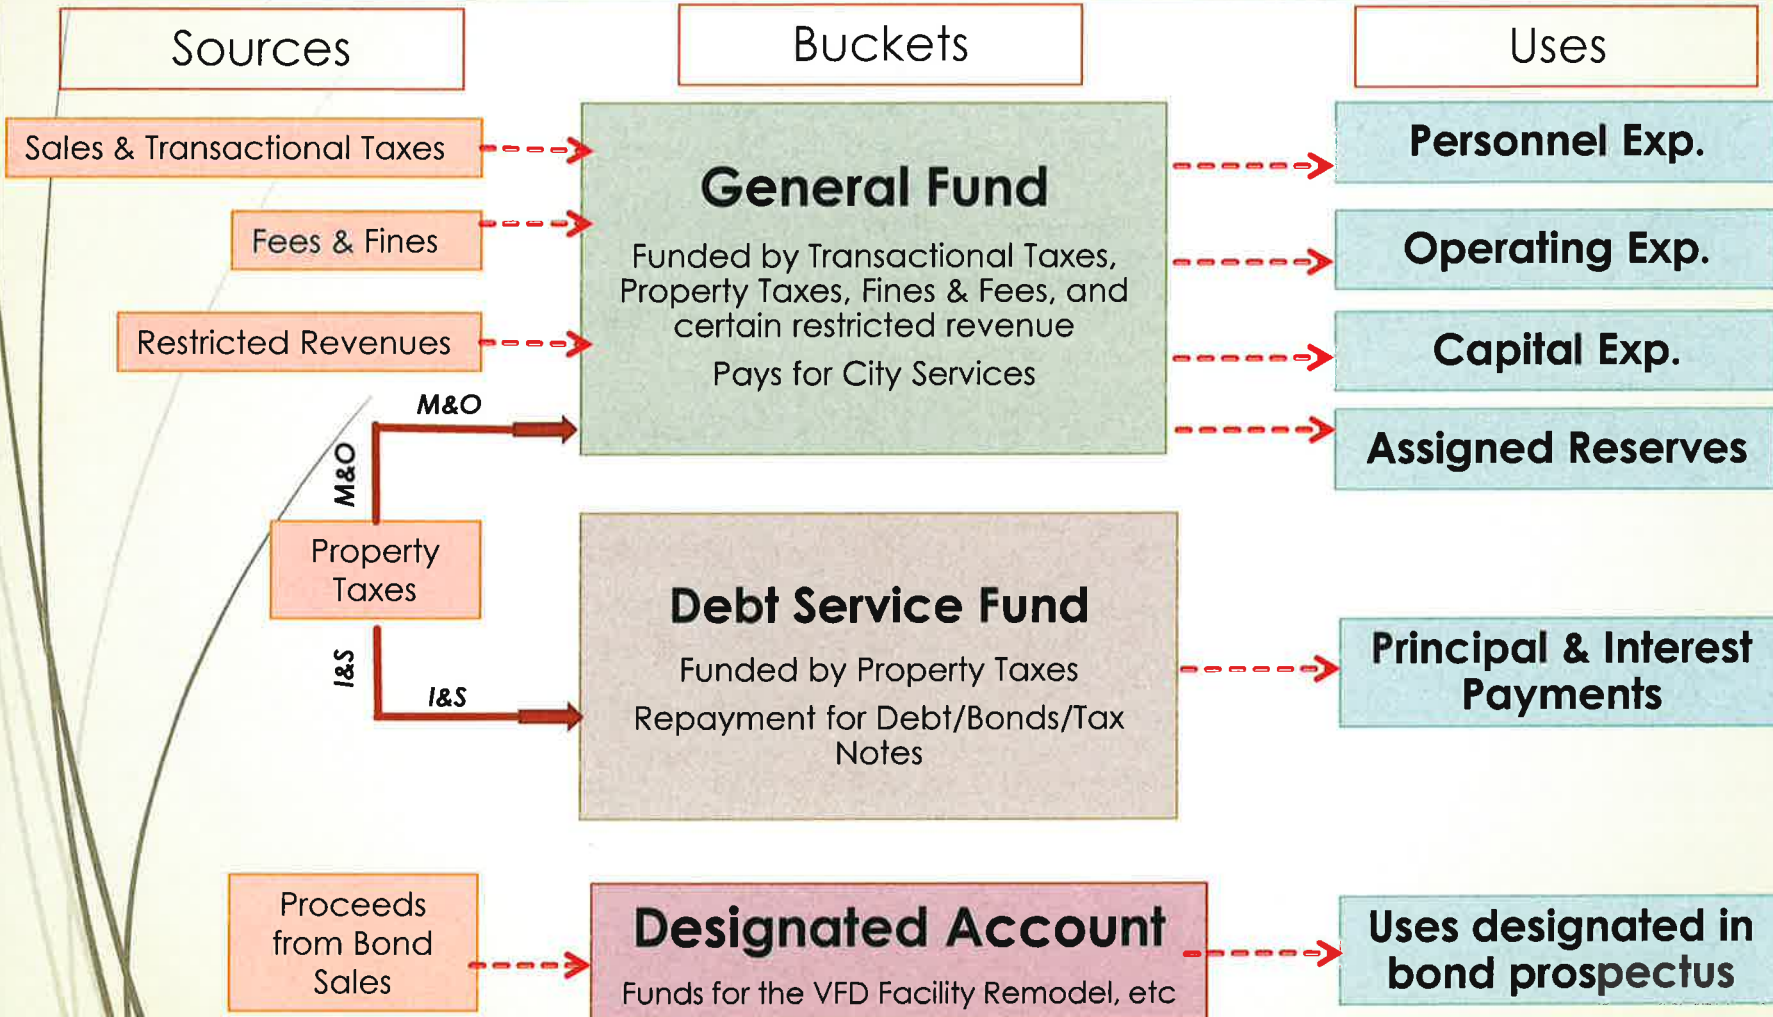 Sources
Buckets
Uses
Sales & Transactional Taxes
Fees & Fines
Restricted Revenues
M&O
M&O
Property
Taxes
I&S
I&S
Proceeds
from Bond
Sales
General Fund
Funded by Transactional Taxes,
Property Taxes, Fines & Fees, and
certain restricted revenue
Pays for City Services
Debt Service Fund
Funded by Property Taxes
Repayment for Debt/Bonds/Tax
Notes
Designated Account
Funds for the VFD Facility Remodel, etc
Personnel Exp.
Operating Exp.
Capital Exp.
Assigned Reserves
Principal & Interest
Payments
Uses designated in
bond prospectus